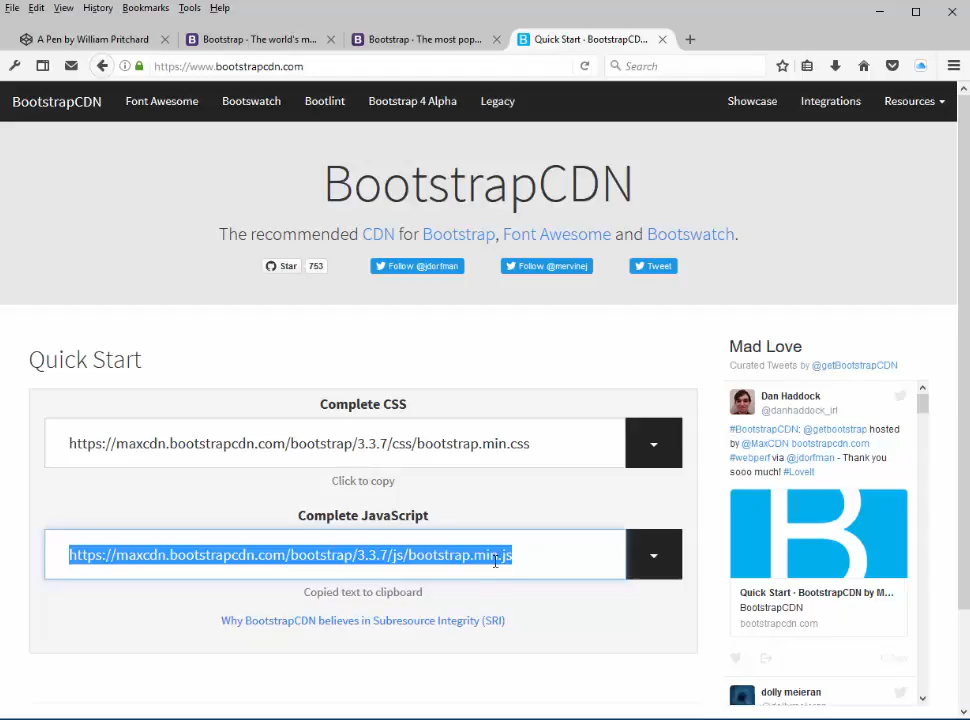 File Edit View History Bookmarks Tools Help
A Pen by William Pritchard
Bootstrap - The world's m...
Bootstrap - The most pop...
Quick Start - BootstrapCD...
https://www.bootstrapcdn.com
Search
BootstrapCDN Font Awesome Bootswatch Bootlint Bootstrap 4 Alpha Legacy Showcase Integrations Resources
BootstrapCDN
The recommended CDN for Bootstrap, Font Awesome and Bootswatch.
Star 753 Follow @jdorfman Follow @mervinej Tweet
Quick Start
Complete CSS
https://maxcdn.bootstrapcdn.com/bootstrap/3.3.7/css/bootstrap.min.css
Click to copy
Complete JavaScript
https://maxcdn.bootstrapcdn.com/bootstrap/3.3.7/js/bootstrap.min.js
Copied text to clipboard
Why BootstrapCDN believes in Subresource Integrity (SRI)
Mad Love
Curated Tweets by @getBootstrapCDN
Dan Haddock
@danhaddock_irl
#BootstrapCDN: @getbootstrap hosted
by @MaxCDN bootstrapcdn.com
#webperf via @jdorfman - Thank you
sooo much! #LoveIt
Quick Start · BootstrapCDN by M...
BootstrapCDN
bootstrapcdn.com
dolly meieran